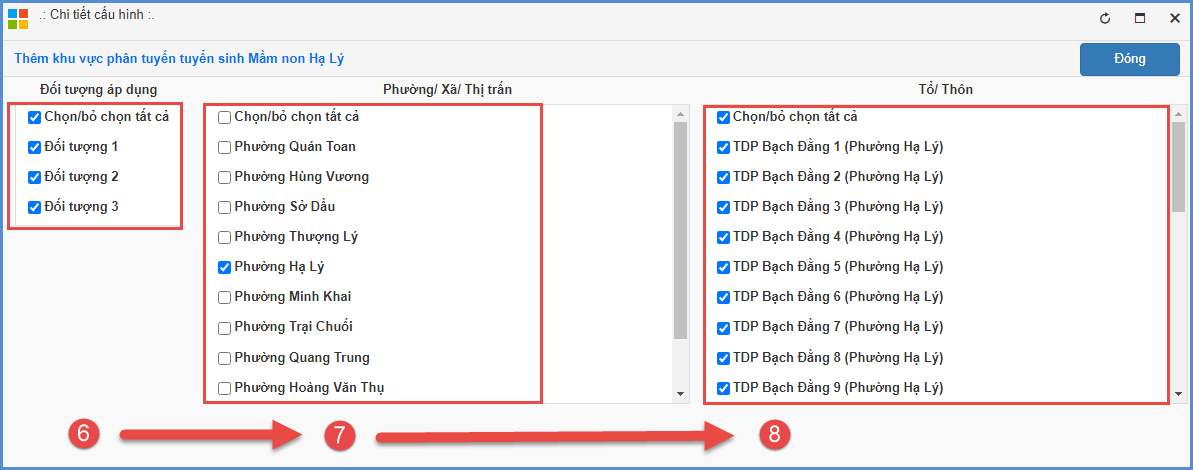 .: Chi tiết cấu hình :.
Thêm khu vực phân tuyến tuyển sinh Mầm non Hạ Lý
Đóng
Đối tượng áp dụng
Chọn/bỏ chọn tất cả
Đối tượng 1
Đối tượng 2
Đối tượng 3
Phường/ Xã/ Thị trấn
Chọn/bỏ chọn tất cả
Phường Quán Toan
Phường Hùng Vương
Phường Sở Dầu
Phường Thượng Lý
Phường Hạ Lý
Phường Minh Khai
Phường Trại Chuối
Phường Quang Trung
Phường Hoàng Văn Thụ
Tổ/ Thôn
Chọn/bỏ chọn tất cả
TDP Bạch Đằng 1 (Phường Hạ Lý)
TDP Bạch Đằng 2 (Phường Hạ Lý)
TDP Bạch Đằng 3 (Phường Hạ Lý)
TDP Bạch Đằng 4 (Phường Hạ Lý)
TDP Bạch Đằng 5 (Phường Hạ Lý)
TDP Bạch Đằng 6 (Phường Hạ Lý)
TDP Bạch Đằng 7 (Phường Hạ Lý)
TDP Bạch Đằng 8 (Phường Hạ Lý)
TDP Bạch Đằng 9 (Phường Hạ Lý)
6
7
8